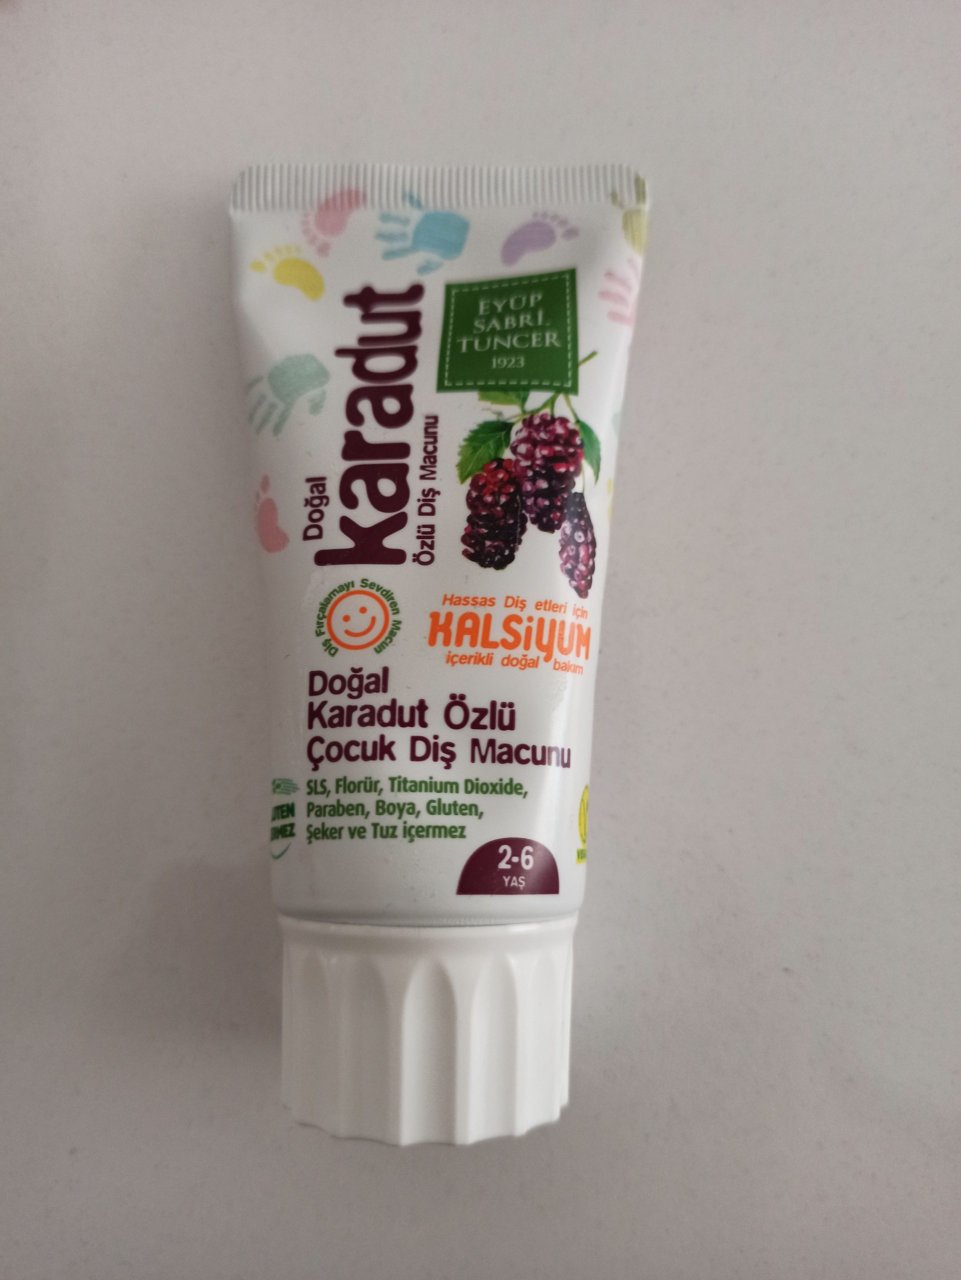 EYÜP
SABRİ
TUNCER
1923
Doğal
karadut
Özlü Diş Macunu
Diş Fırçalamayı Sevdiren Macun
Hassas Diş etleri için
KALSİYUM
içerikli doğal bakım
Doğal
Karadut Özlü
Çocuk Diş Macunu
SLS, Florür, Titanium Dioxide,
Paraben, Boya, Gluten,
Şeker ve Tuz içermez
2-6
YAŞ